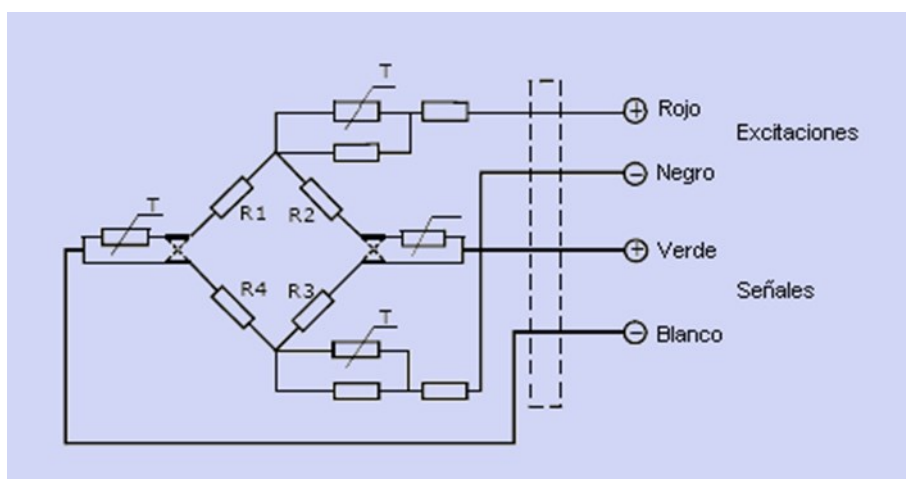 T
Rojo
Excitaciones
Negro
T
R1
R2
Verde
R4
R3
Señales
T
Blanco